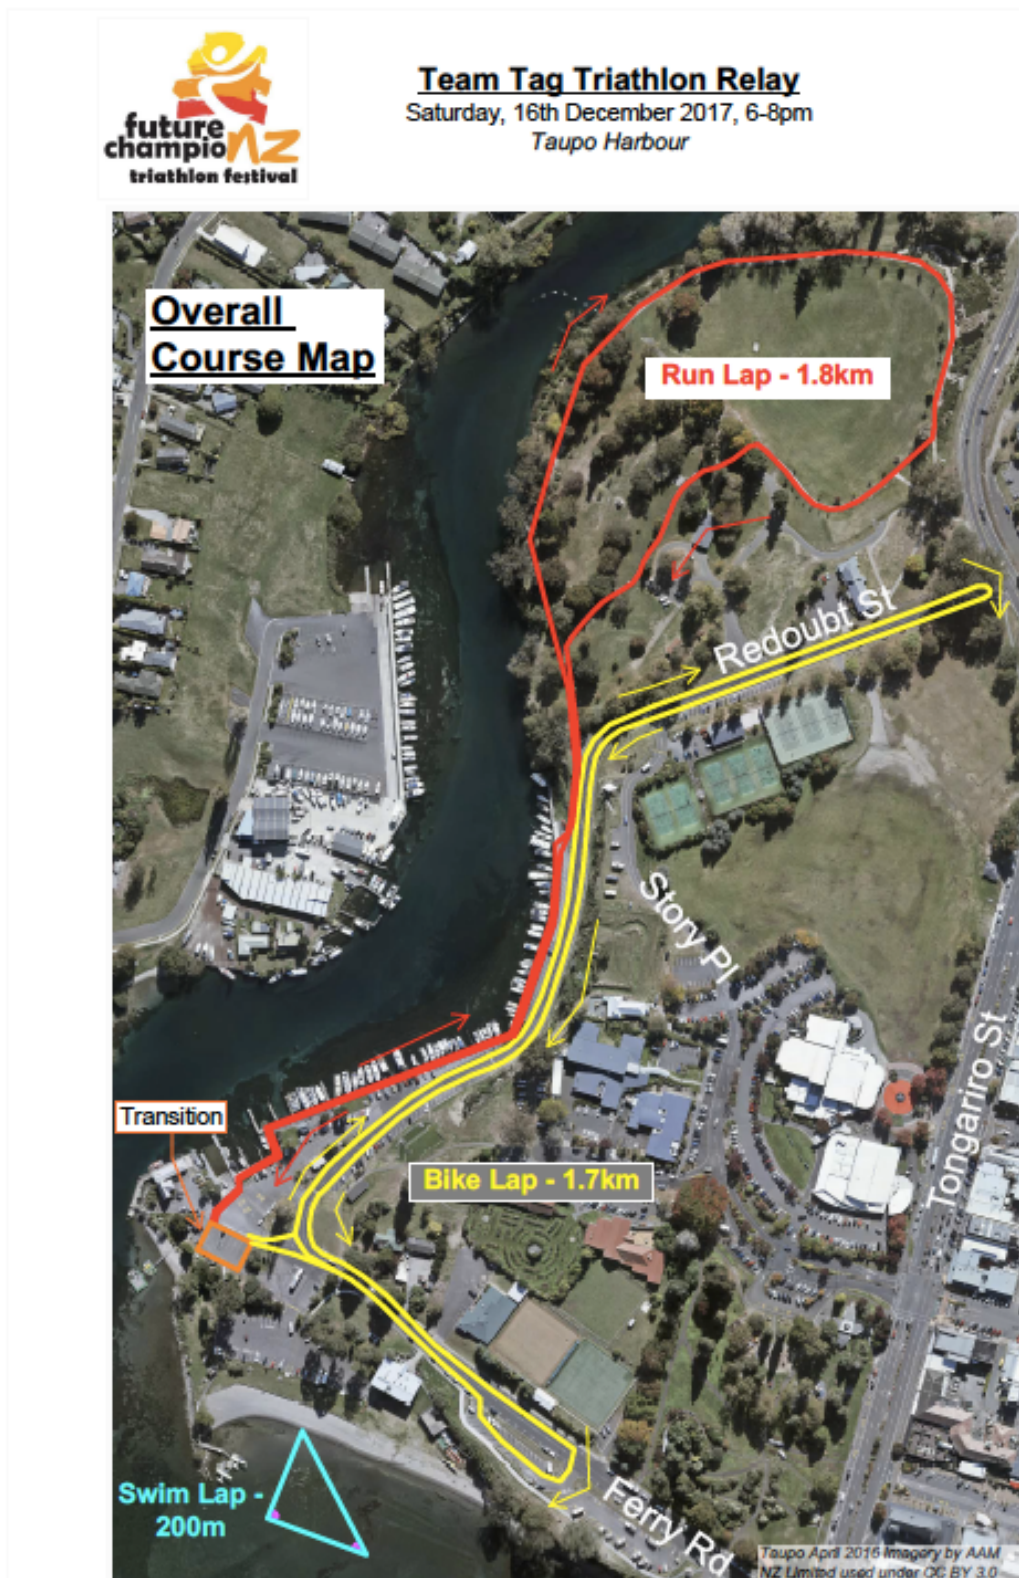 future
championz
triathlon festival
Team Tag Triathlon Relay
Saturday, 16th December 2017, 6-8pm
Taupo Harbour
Overall
Course Map
Run Lap - 1.8km
Redoubt St
Story Pl
Tongariro St
Transition
Bike Lap - 1.7km
Swim Lap -
200m
Ferry Rd
Taupo April 2016 Imagery by AAM
NZ Limited used under CC BY 3.0